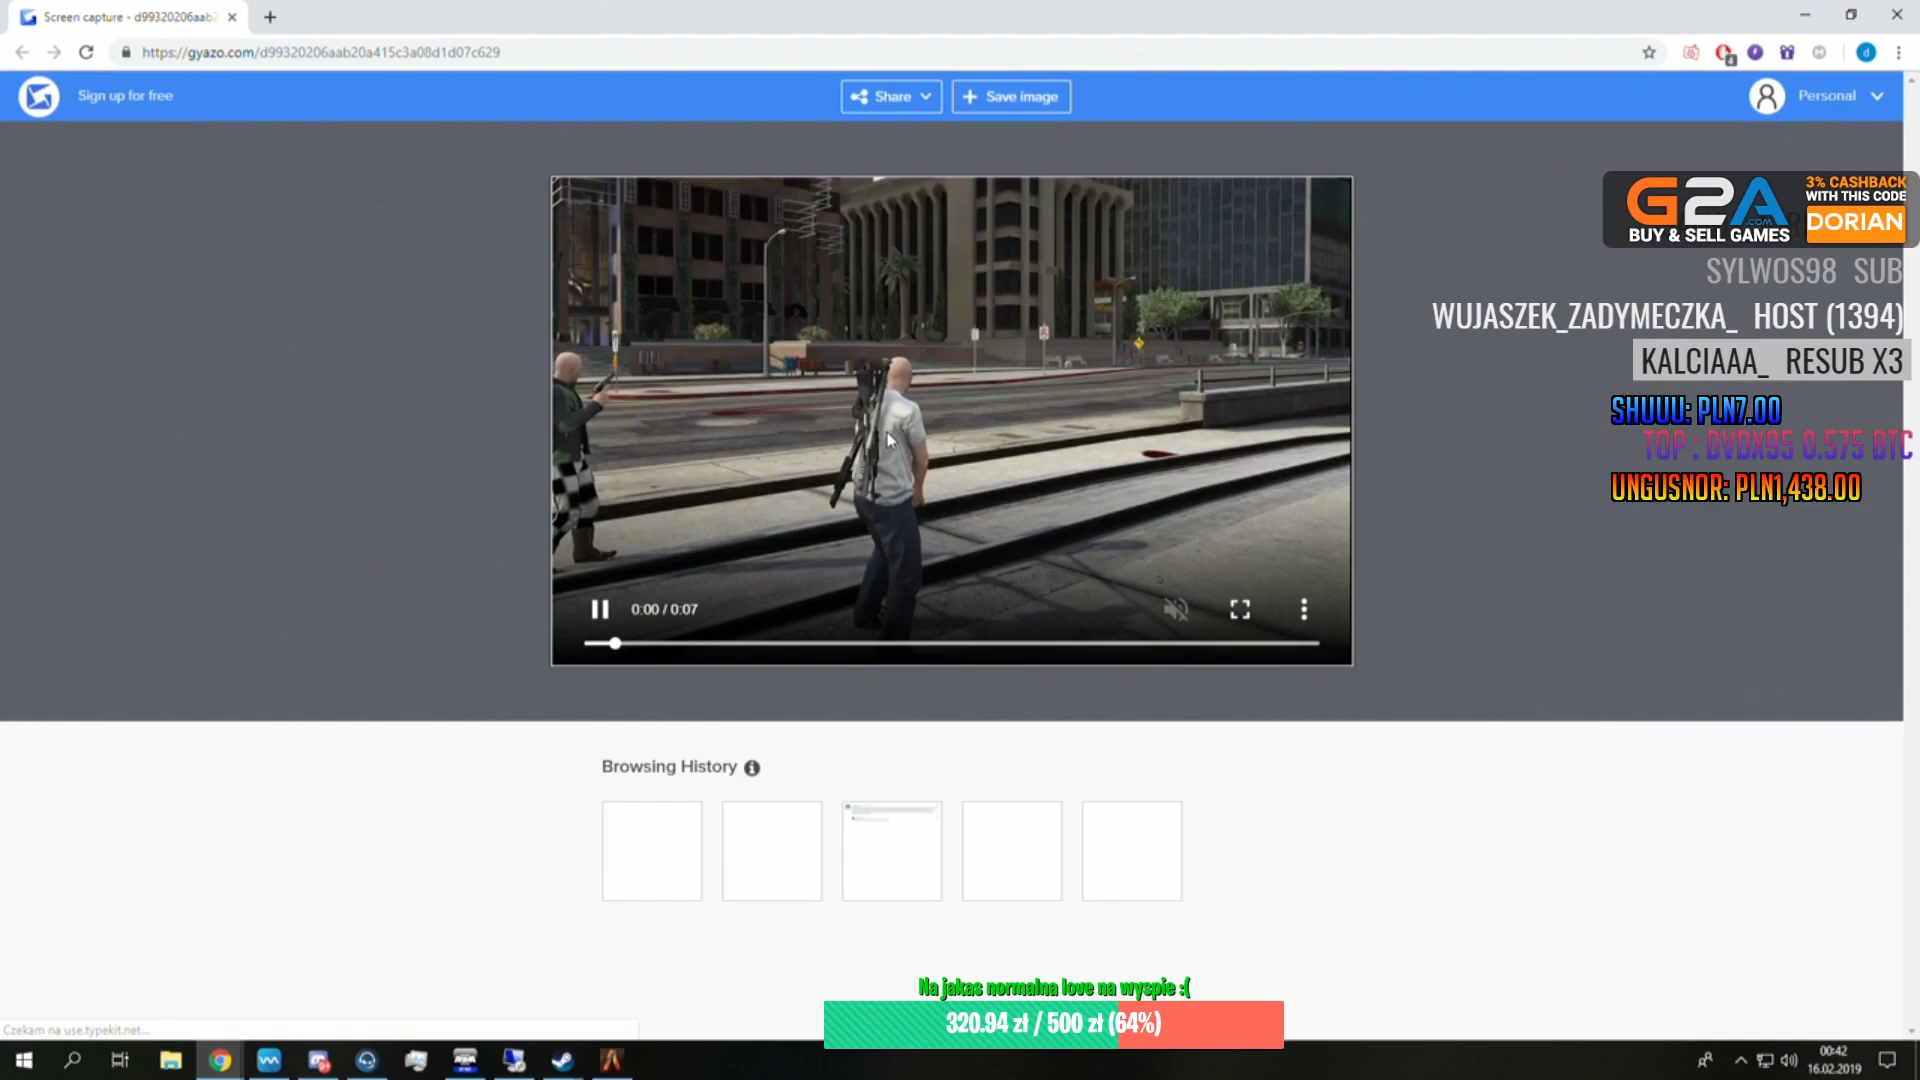 Screen capture - d99320206aab2
https://gyazo.com/d99320206aab20a415c3a08d1d07c629
4
d
Sign up for free
Share
Save image
Personal
G2A
.COM
BUY & SELL GAMES
3% CASHBACK
WITH THIS CODE
DORIAN
SYLWOS98 SUB
WUJASZEK_ZADYMECZKA_ HOST (1394)
KALCIAAA_ RESUB X3
SHUUU: PLN7.00
TOP : DVDX95 0.575 BTC
UNGUSNOR: PLN1,438.00
0:00 / 0:07
Browsing History
Na jakas normalna love na wyspie :(
320.94 zł / 500 zł (64%)
Czekam na use.typekit.net...
00:42
16.02.2019